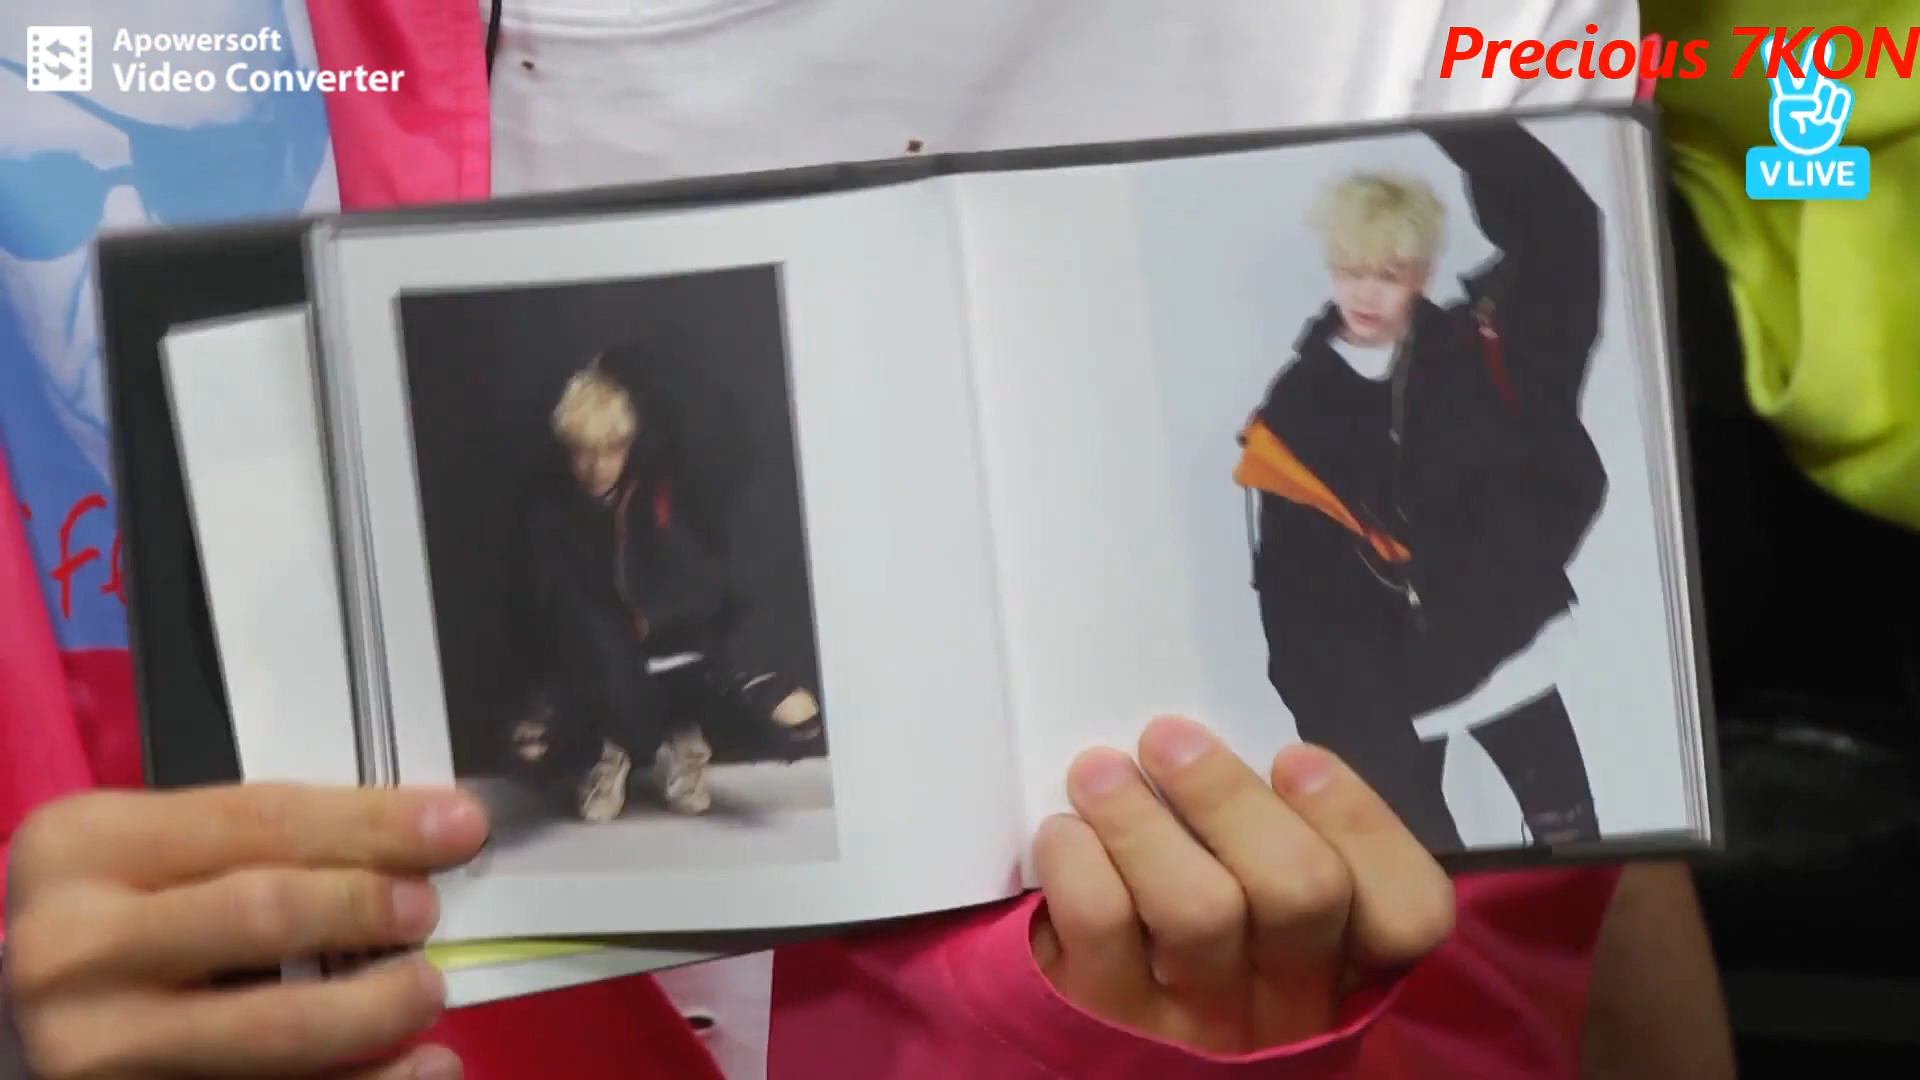 Apowersoft
Video Converter
Precious 7KON
V
V LIVE